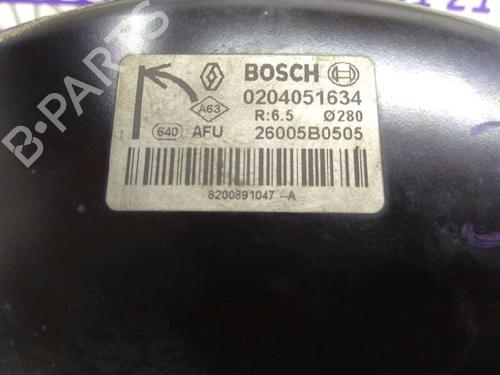 BOSCH
0204051634
A63
R:6.5 Ø280
640 AFU 26005B0505
8200891047 --A
B-PARTS